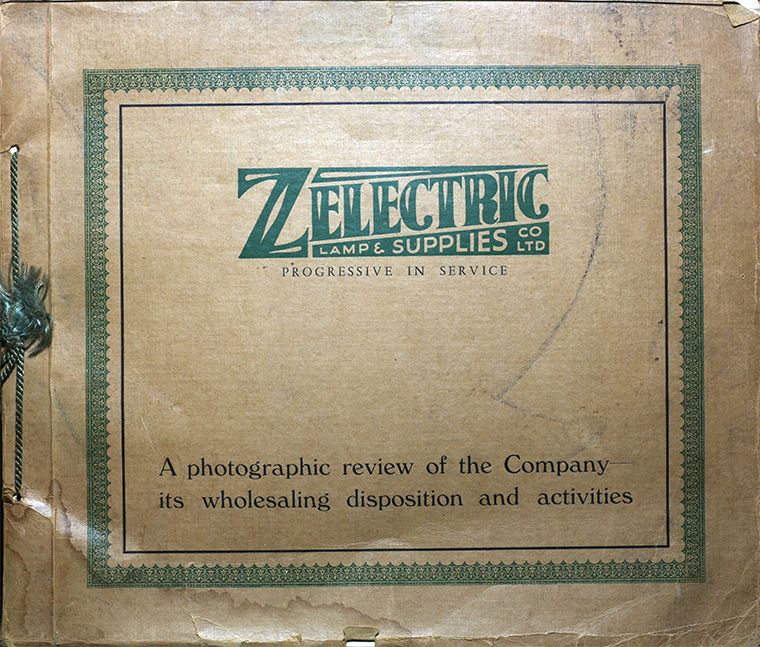 ZELECTRIC
LAMP & SUPPLIES CO LTD
PROGRESSIVE IN SERVICE
A photographic review of the Company—
its wholesaling disposition and activities